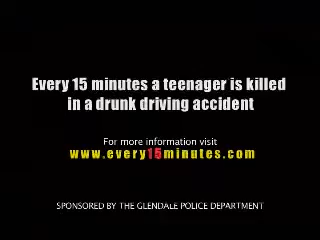 Every 15 minutes a teenager is killed
in a drunk driving accident
For more information visit
www.every15minutes.com
SPONSORED BY THE GLENDALE POLICE DEPARTMENT